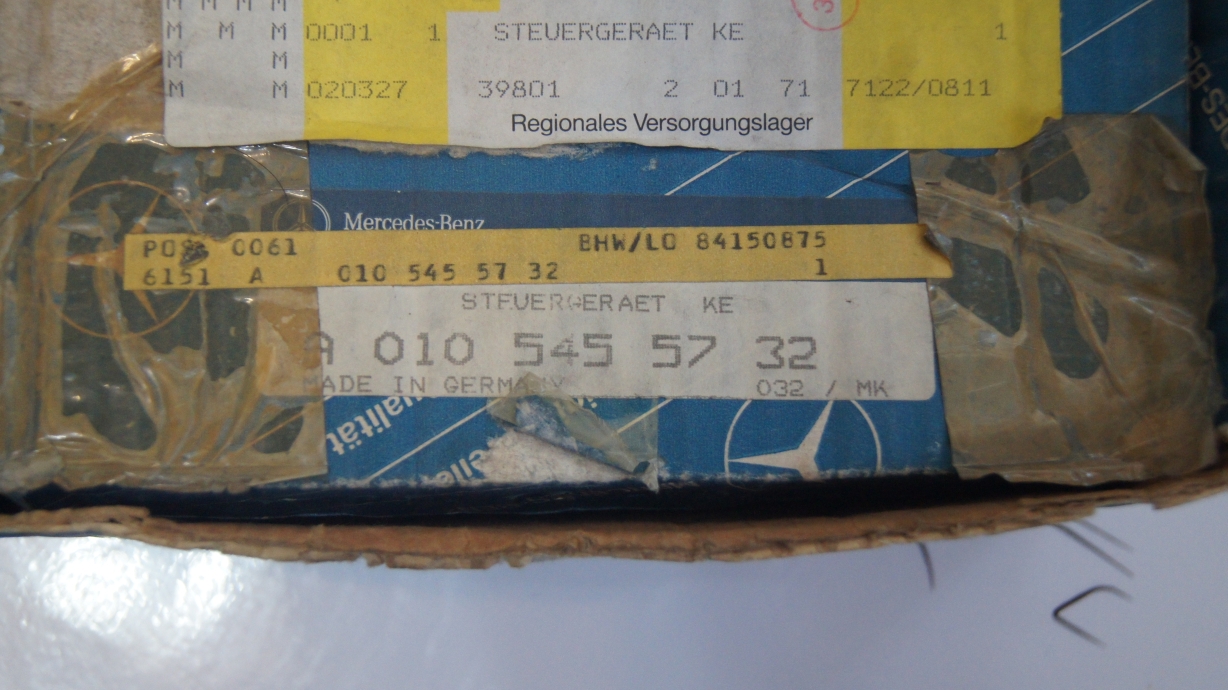 M M M M
M M M 0001 1 STEUERGERAET KE 1
M M
M M 020327 39801 2 01 71 7122/0811
Regionales Versorgungslager
Mercedes-Benz
0061 BHW/LO 84150875
6151 A 010 545 57 32 1
STEUERGERAET KE
A 010 545 57 32
MADE IN GERMANY 032 / MK